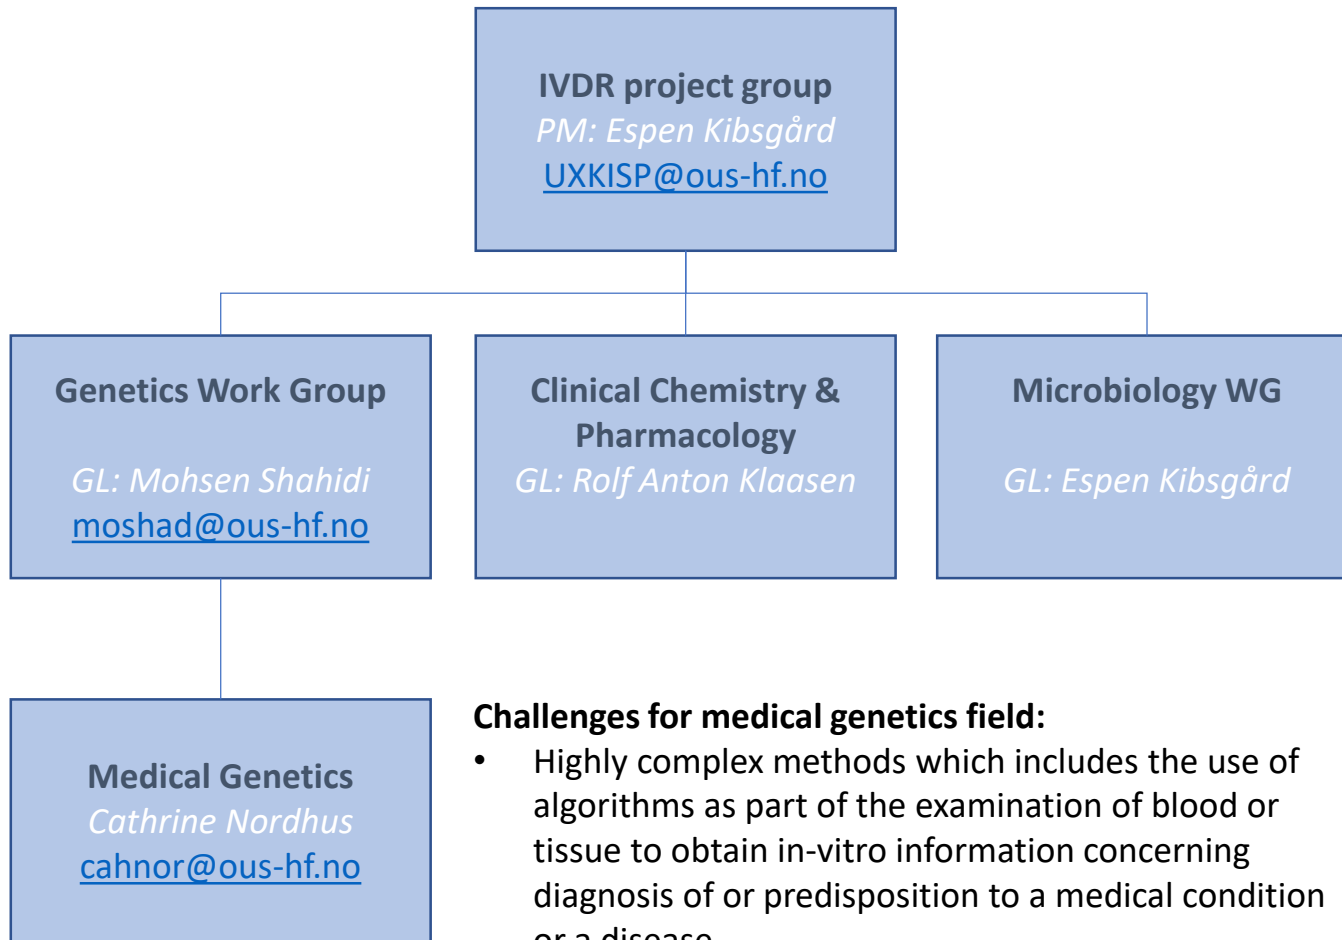 IVDR project group
PM: Espen Kibsgård
UXKISP@ous-hf.no
Genetics Work Group
GL: Mohsen Shahidi
moshad@ous-hf.no
Clinical Chemistry &
Pharmacology
GL: Rolf Anton Klaasen
Microbiology WG
GL: Espen Kibsgård
Medical Genetics
Cathrine Nordhus
cahnor@ous-hf.no
Challenges for medical genetics field:
• Highly complex methods which includes the use of
algorithms as part of the examination of blood or
tissue to obtain in-vitro information concerning
diagnosis of or predisposition to a medical condition
or a disease